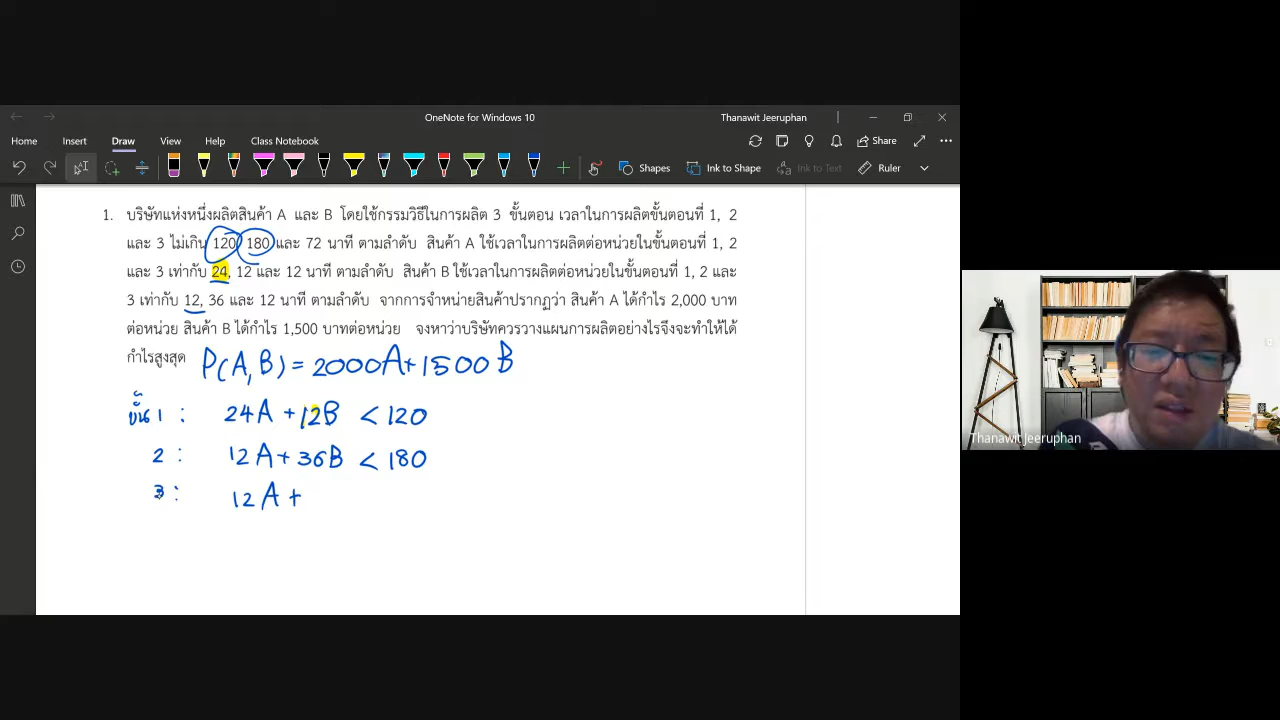 OneNote for Windows 10
Thanawit Jeeruphan
Home Insert Draw View Help Class Notebook
Share
Shapes Ink to Shape Ink to Text Ruler
1. บริษัทแห่งหนึ่งผลิตสินค้า A และ B โดยใช้กรรมวิธีในการผลิต 3 ขั้นตอน เวลาในการผลิตขั้นตอนที่ 1, 2
และ 3 ไม่เกิน 120 180 และ 72 นาที ตามลำดับ สินค้า A ใช้เวลาในการผลิตต่อหน่วยในขั้นตอนที่ 1, 2
และ 3 เท่ากับ 24, 12 และ 12 นาที ตามลำดับ สินค้า B ใช้เวลาในการผลิตต่อหน่วยในขั้นตอนที่ 1, 2 และ
3 เท่ากับ 12, 36 และ 12 นาที ตามลำดับ จากการจำหน่ายสินค้าปรากฏว่า สินค้า A ได้กำไร 2,000 บาท
ต่อหน่วย สินค้า B ได้กำไร 1,500 บาทต่อหน่วย จงหาว่าบริษัทควรวางแผนการผลิตอย่างไรจึงจะทำให้ได้
กำไรสูงสุด P(A,B) = 2000A+1500B
ขั้น 1 : 24A + 12B < 120
2 : 12A + 36B < 180
3 : 12A +
Thanawit Jeeruphan